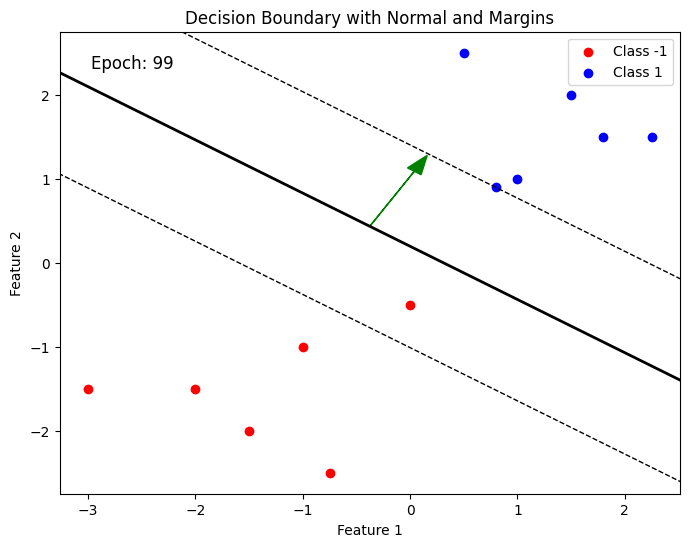 Decision Boundary with Normal and Margins
Epoch: 99
Class -1
Class 1
Feature 2
2
1
0
−1
−2
−3
−2
−1
0
1
2
Feature 1